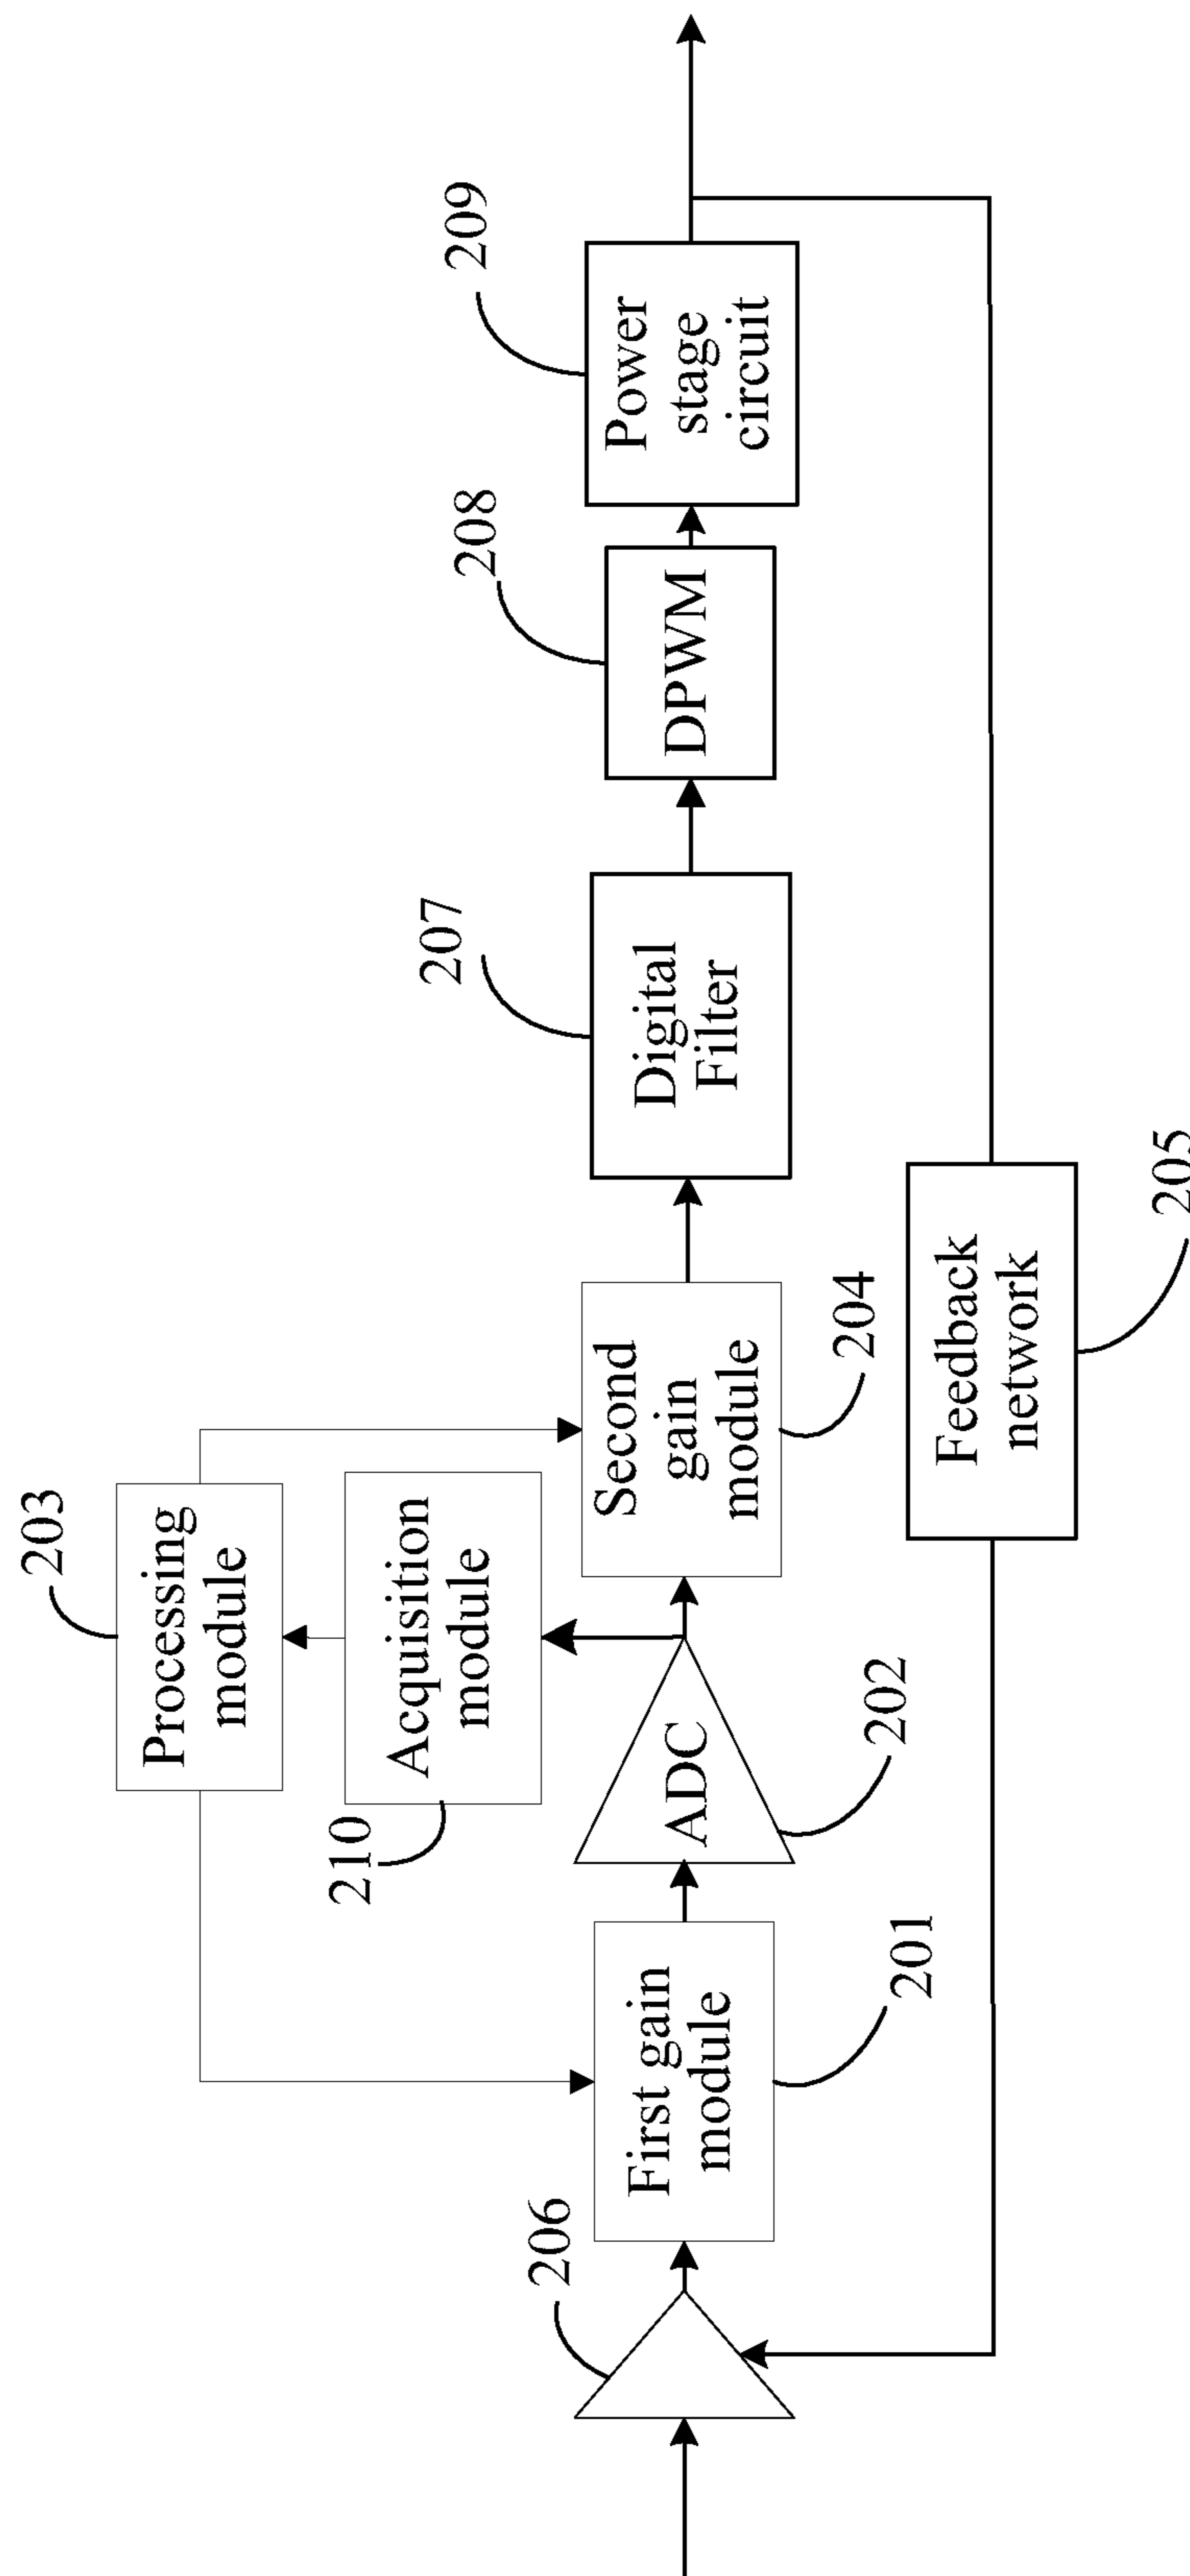 203
Processing
module
210
Acquisition
module
206
First gain
module
201
ADC
202
Second
gain
module
204
207
Digital
Filter
208
DPWM
209
Power
stage
circuit
Feedback
network
205